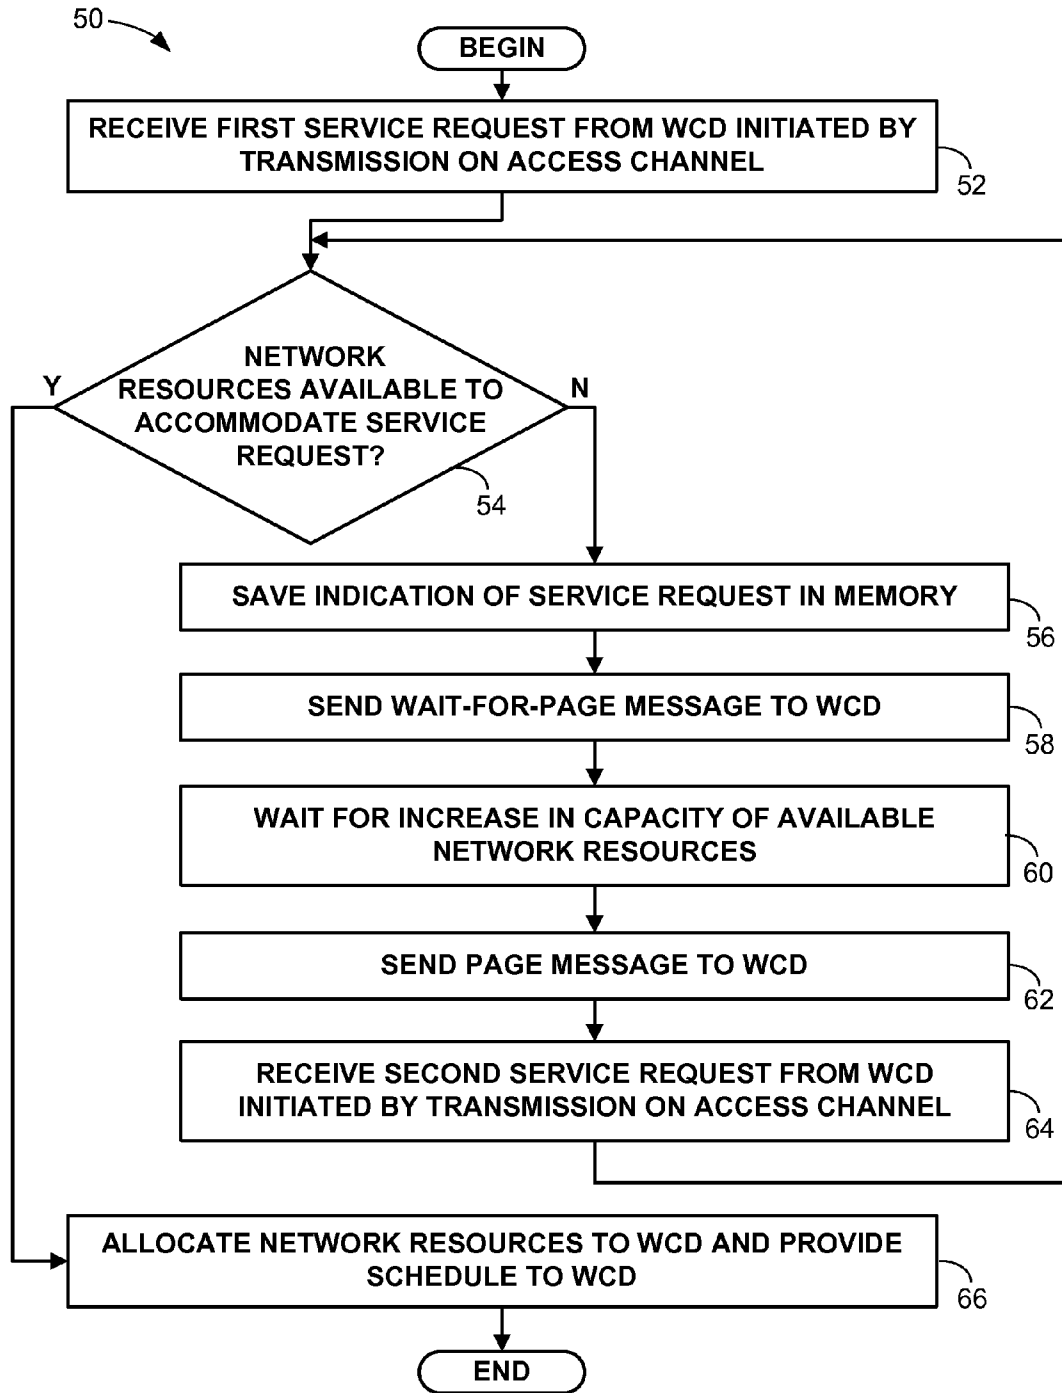 50
BEGIN
RECEIVE FIRST SERVICE REQUEST FROM WCD INITIATED BY
TRANSMISSION ON ACCESS CHANNEL
52
NETWORK
RESOURCES AVAILABLE TO
ACCOMMODATE SERVICE
REQUEST?
Y
N
54
SAVE INDICATION OF SERVICE REQUEST IN MEMORY
56
SEND WAIT-FOR-PAGE MESSAGE TO WCD
58
WAIT FOR INCREASE IN CAPACITY OF AVAILABLE
NETWORK RESOURCES
60
SEND PAGE MESSAGE TO WCD
62
RECEIVE SECOND SERVICE REQUEST FROM WCD
INITIATED BY TRANSMISSION ON ACCESS CHANNEL
64
ALLOCATE NETWORK RESOURCES TO WCD AND PROVIDE
SCHEDULE TO WCD
66
END